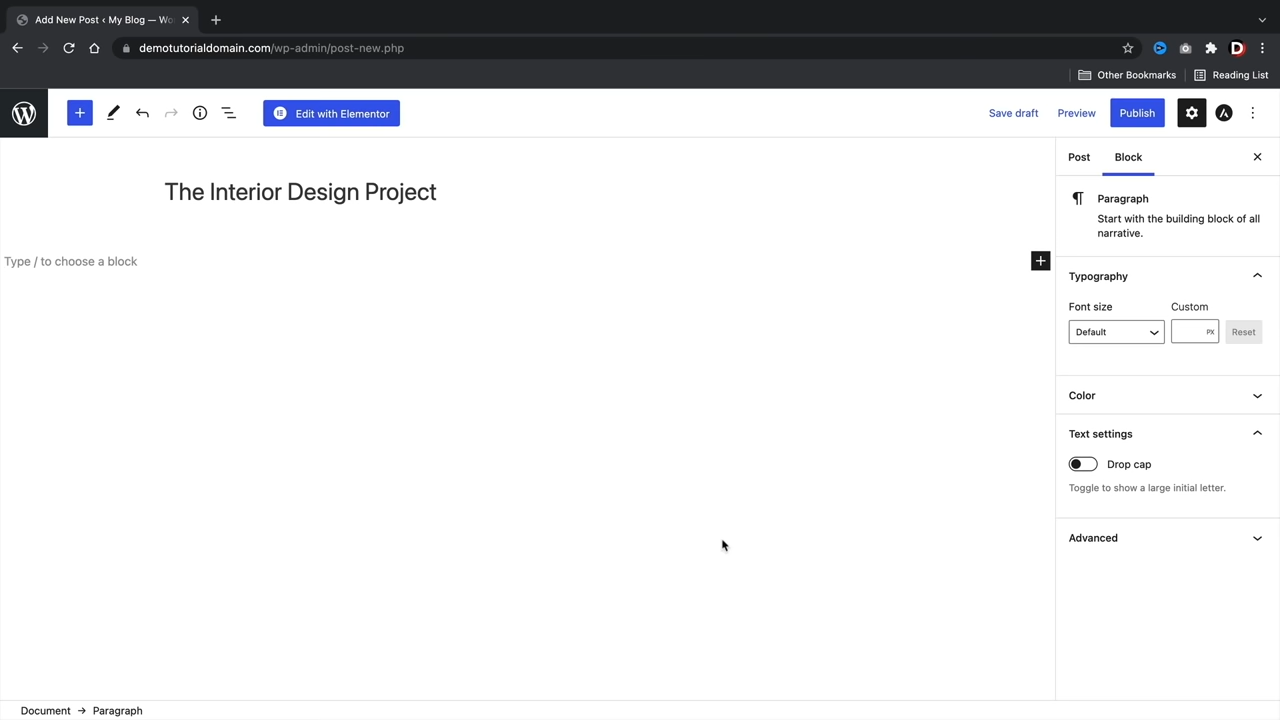 Add New Post ‹ My Blog — Wo
demotutorialdomain.com/wp-admin/post-new.php
Other Bookmarks
Reading List
Edit with Elementor
Save draft
Preview
Publish
Post
Block
The Interior Design Project
Type / to choose a block
Paragraph
Start with the building block of all
narrative.
Typography
Font size
Custom
Default
PX
Reset
Color
Text settings
Drop cap
Toggle to show a large initial letter.
Advanced
Document → Paragraph